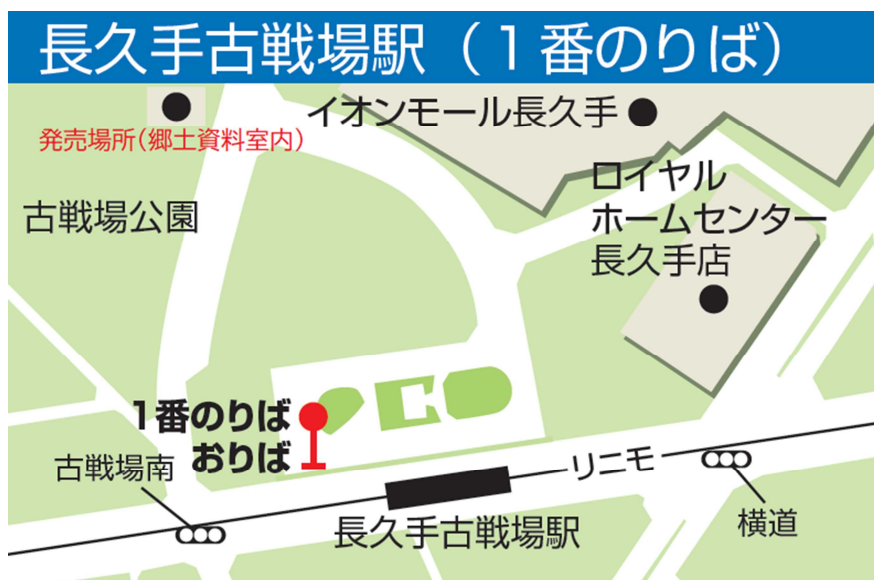 長久手古戦場駅（１番のりば）
イオンモール長久手
発売場所(郷土資料室内)
ロイヤル
ホームセンター
長久手店
古戦場公園
1番のりば
おりば
古戦場南
リニモ
長久手古戦場駅
横道